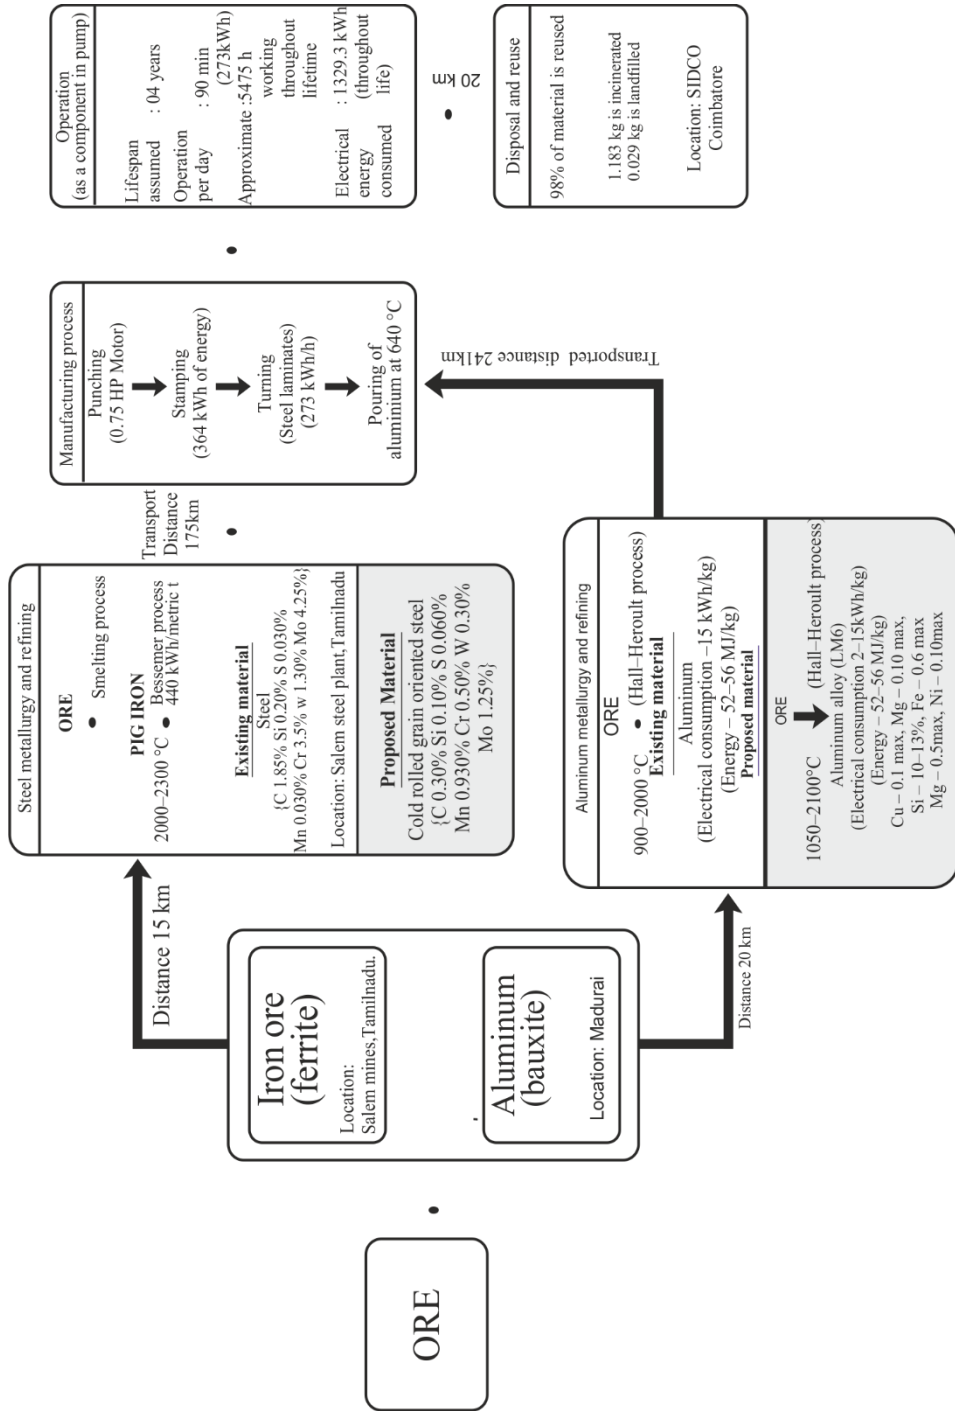 ORE
Iron ore
(ferrite)
Location:
Salem mines,Tamilnadu.
Aluminum
(bauxite)
Location: Madurai
Distance 15 km
Distance 20 km
Steel metallurgy and refining
ORE
• Smelting process
PIG IRON
2000–2300 °C • Bessemer process
440 kWh/metric t
Existing material
Steel
{C 1.85% Si 0.20% S 0.030%
Mn 0.030% Cr 3.5% w 1.30% Mo 4.25%}
Location: Salem steel plant,Tamilnadu
Proposed Material
Cold rolled grain oriented steel
{C 0.30% Si 0.10% S 0.060%
Mn 0.930% Cr 0.50% W 0.30%
Mo 1.25%}
Aluminum metallurgy and refining
ORE
900–2000 °C • (Hall–Heroult process)
Existing material
Aluminum
(Electrical consumption –15 kWh/kg)
(Energy – 52–56 MJ/kg)
Proposed material
ORE
1050–2100°C (Hall–Heroult process)
Aluminum alloy (LM6)
(Electrical consumption 2–15kWh/kg)
(Energy – 52–56 MJ/kg)
Cu – 0.1 max, Mg – 0.10 max,
Si – 10–13%, Fe – 0.6 max
Mg – 0.5max, Ni – 0.10max
Transport
Distance
175km
Transported distance 241km
Manufacturing process
Punching
(0.75 HP Motor)
Stamping
(364 kWh of energy)
Turning
(Steel laminates)
(273 kWh/h)
Pouring of
aluminium at 640 °C
Operation
(as a component in pump)
Lifespan : 04 years
assumed
Operation : 90 min
per day (273kWh)
Approximate :5475 h
working
throughout
lifetime
Electrical : 1329.3 kWh
energy (throughout
consumed life)
20 km
Disposal and reuse
98% of material is reused
1.183 kg is incinerated
0.029 kg is landfilled
Location: SIDCO
Coimbatore